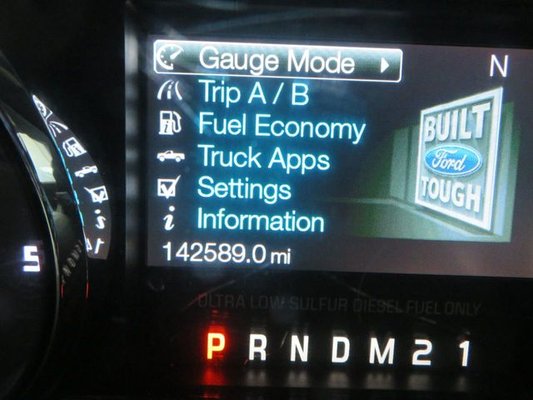 Gauge Mode
N
Trip A / B
Fuel Economy
Truck Apps
Settings
Information
BUILT
Ford
TOUGH
142589.0 mi
5
ULTRA LOW SULFUR DIESEL FUEL ONLY
P R N D M 2 1